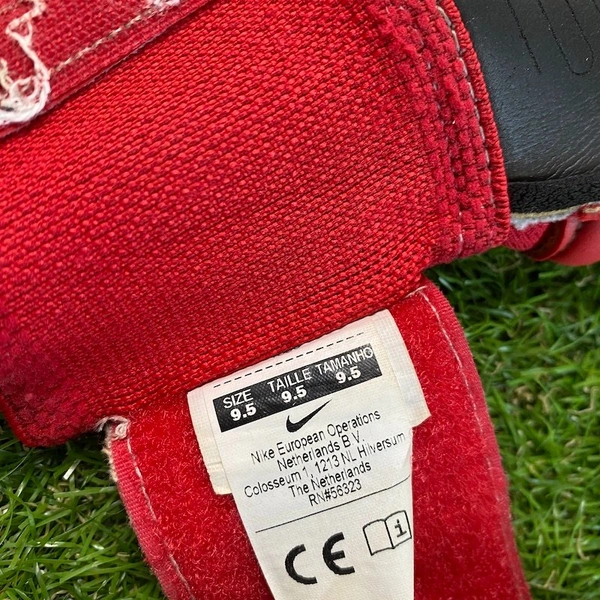 SIZE TAILLE TAMANHO
9.5 9.5 9.5
Nike European Operations
Netherlands B.V.
Colosseum 1, 1213 NL Hilversum
The Netherlands
RN#56323
CE i